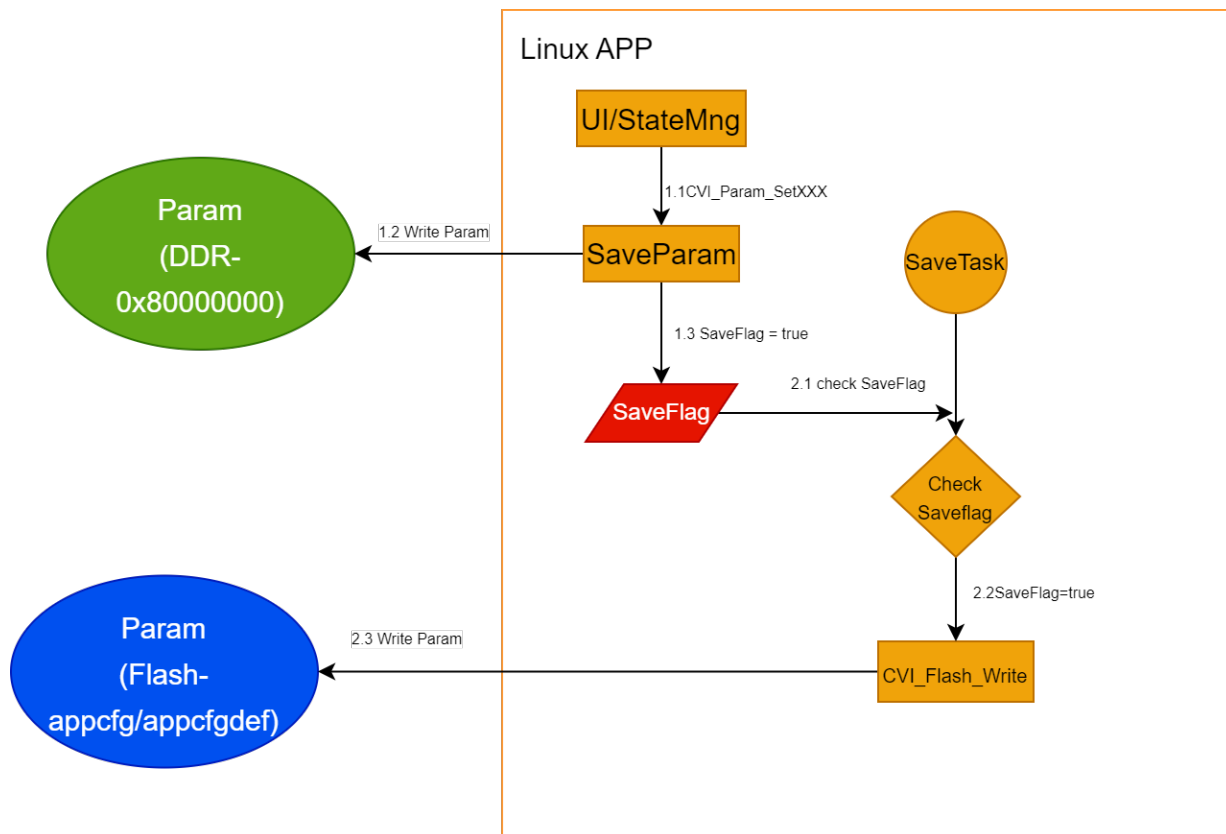 Linux APP
UI/StateMng
1.1CVI_Param_SetXXX
Param
(DDR-
0x80000000)
1.2 Write Param
SaveParam
SaveTask
1.3 SaveFlag = true
SaveFlag
2.1 check SaveFlag
Check
Saveflag
2.2SaveFlag=true
Param
(Flash-
appcfg/appcfgdef)
2.3 Write Param
CVI_Flash_Write